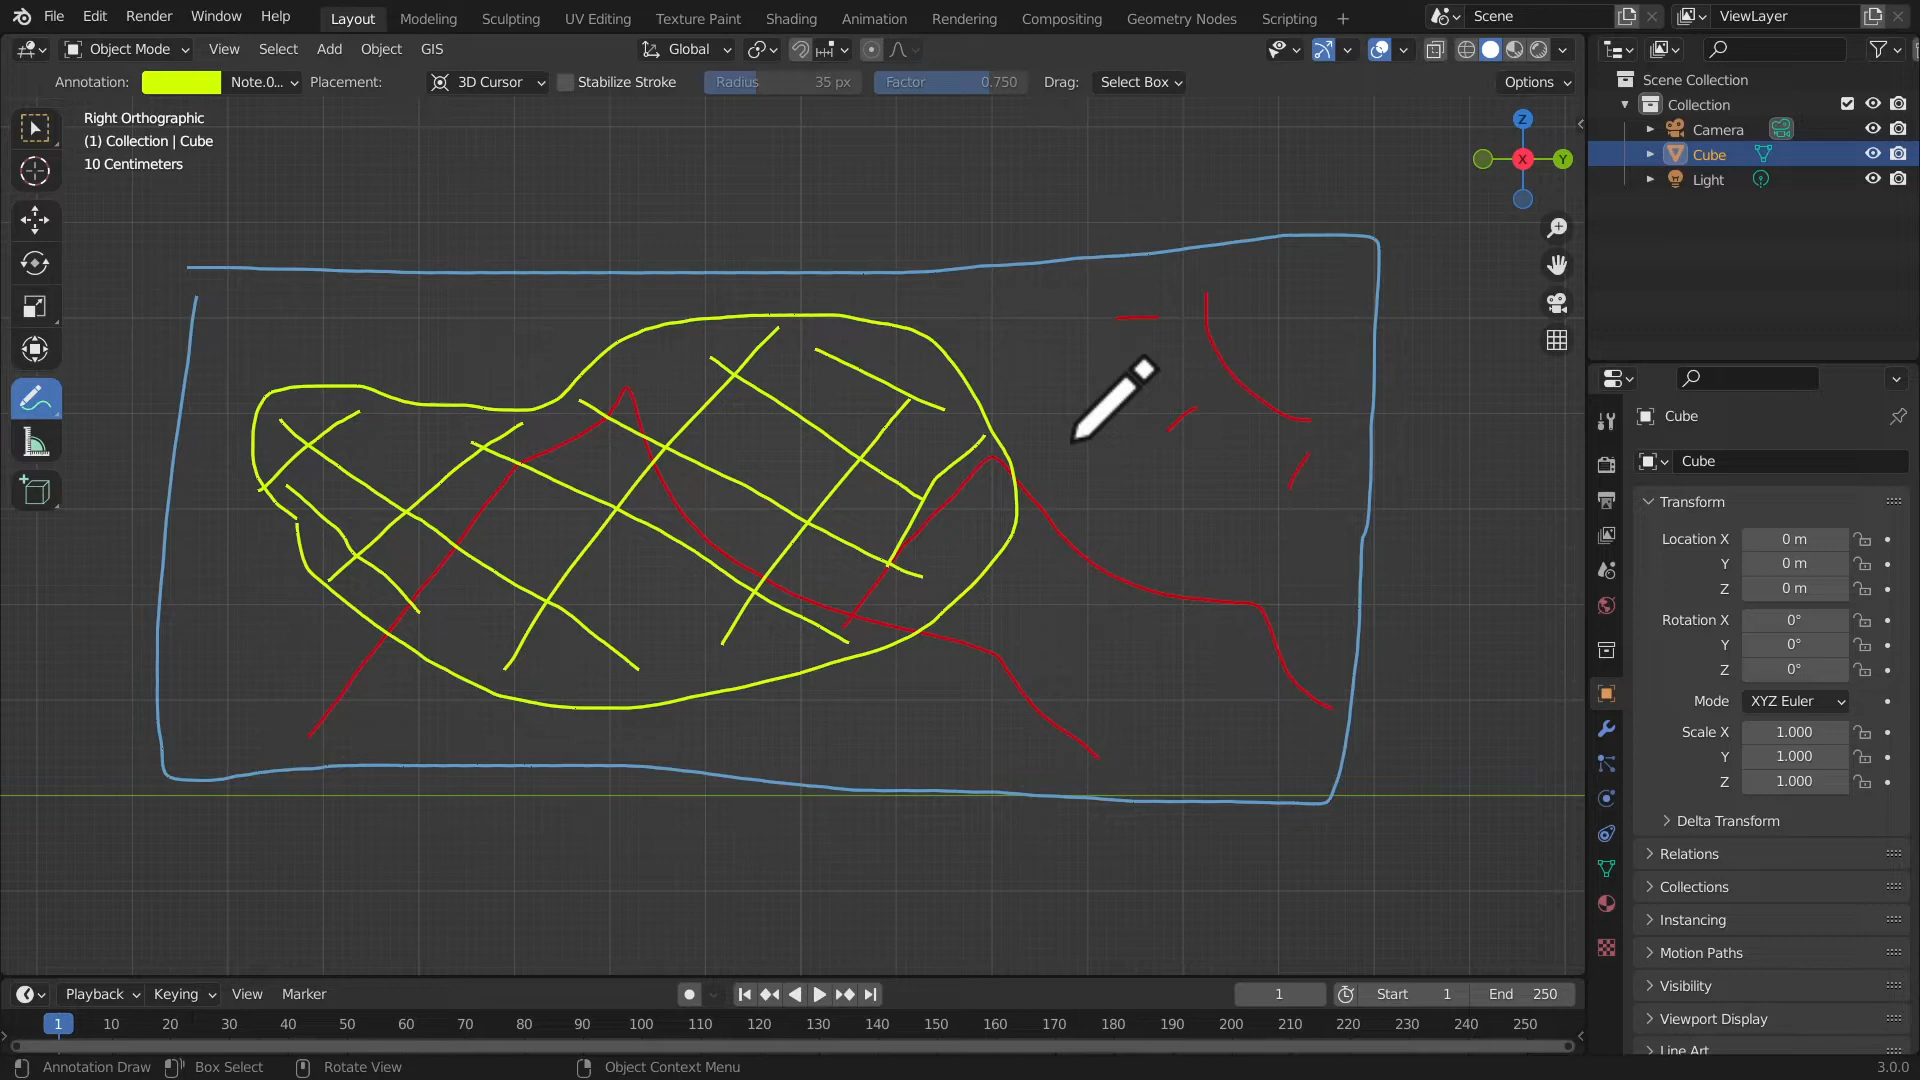 File Edit Render Window Help Layout Modeling Sculpting UV Editing Texture Paint Shading Animation Rendering Compositing Geometry Nodes Scripting + Scene ViewLayer
Object Mode View Select Add Object GIS Global
Annotation: Note.0... Placement: 3D Cursor Stabilize Stroke Radius 35 px Factor 0.750 Drag: Select Box Options
Right Orthographic
(1) Collection | Cube
10 Centimeters
Z
X
Y
Scene Collection
Collection
Camera
Cube
Light
Cube
Cube
Transform
Location X 0 m
Y 0 m
Z 0 m
Rotation X 0°
Y 0°
Z 0°
Mode XYZ Euler
Scale X 1.000
Y 1.000
Z 1.000
Delta Transform
Relations
Collections
Instancing
Motion Paths
Visibility
Viewport Display
Line Art
Playback Keying View Marker 1 Start 1 End 250
1 10 20 30 40 50 60 70 80 90 100 110 120 130 140 150 160 170 180 190 200 210 220 230 240 250
Annotation Draw Box Select Rotate View Object Context Menu 3.0.0